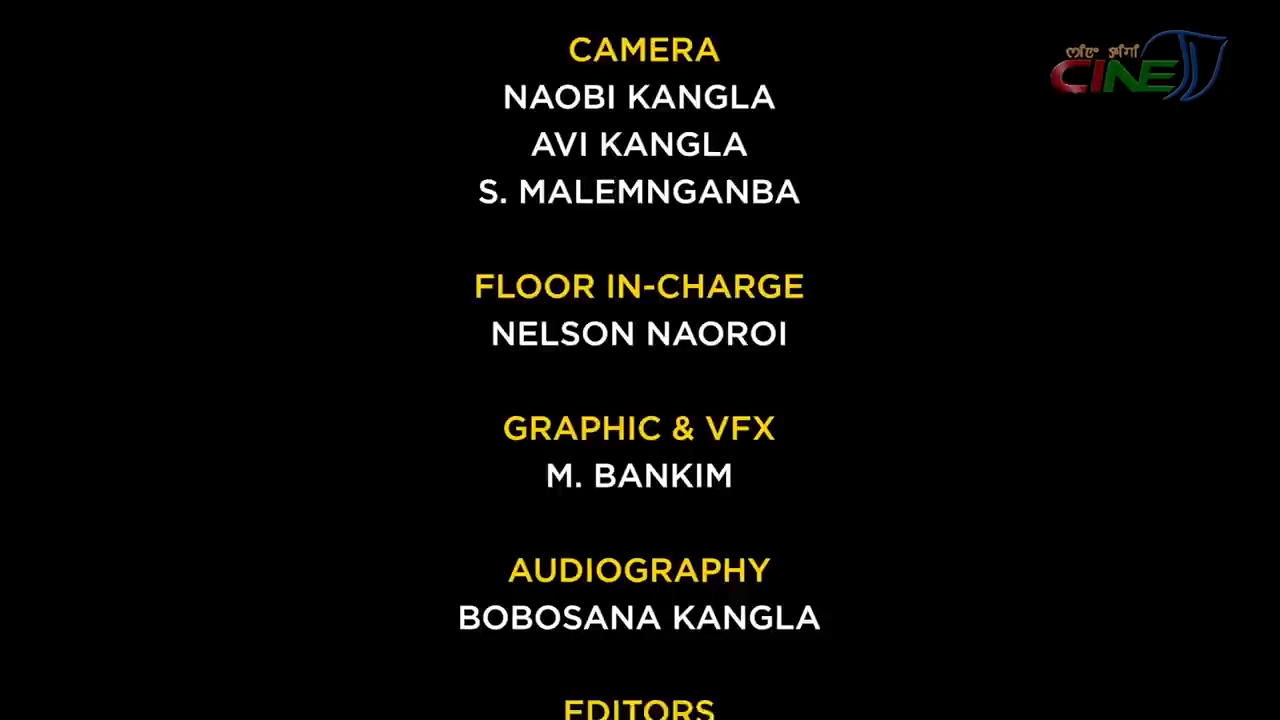 CAMERA
NAOBI KANGLA
AVI KANGLA
S. MALEMNGANBA
FLOOR IN-CHARGE
NELSON NAOROI
GRAPHIC & VFX
M. BANKIM
AUDIOGRAPHY
BOBOSANA KANGLA
EDITORS
CINE